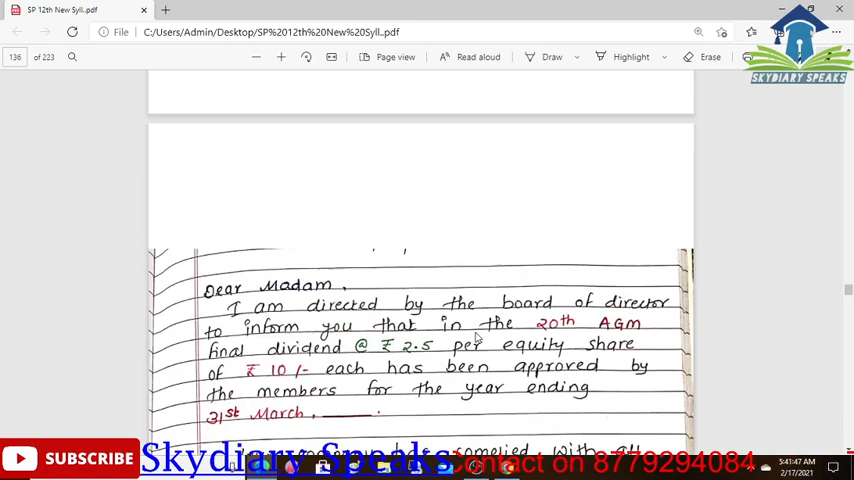 SP 12th New Syll..pdf
File C:/Users/Admin/Desktop/SP%2012th%20New%20Syll..pdf
136 of 223 Page view Read aloud Draw Highlight Erase
SKYDIARY SPEAKS
Dear Madam,
I am directed by the board of director
to inform you that in the 20th AGM
final dividend @ ₹ 2.5 per equity share
of ₹ 10/- each has been approved by
the members for the year ending
31st March, ______.
with all
SUBSCRIBE Skydiary Speaks Contact on 8779294084
5:41:47 AM
2/17/2021